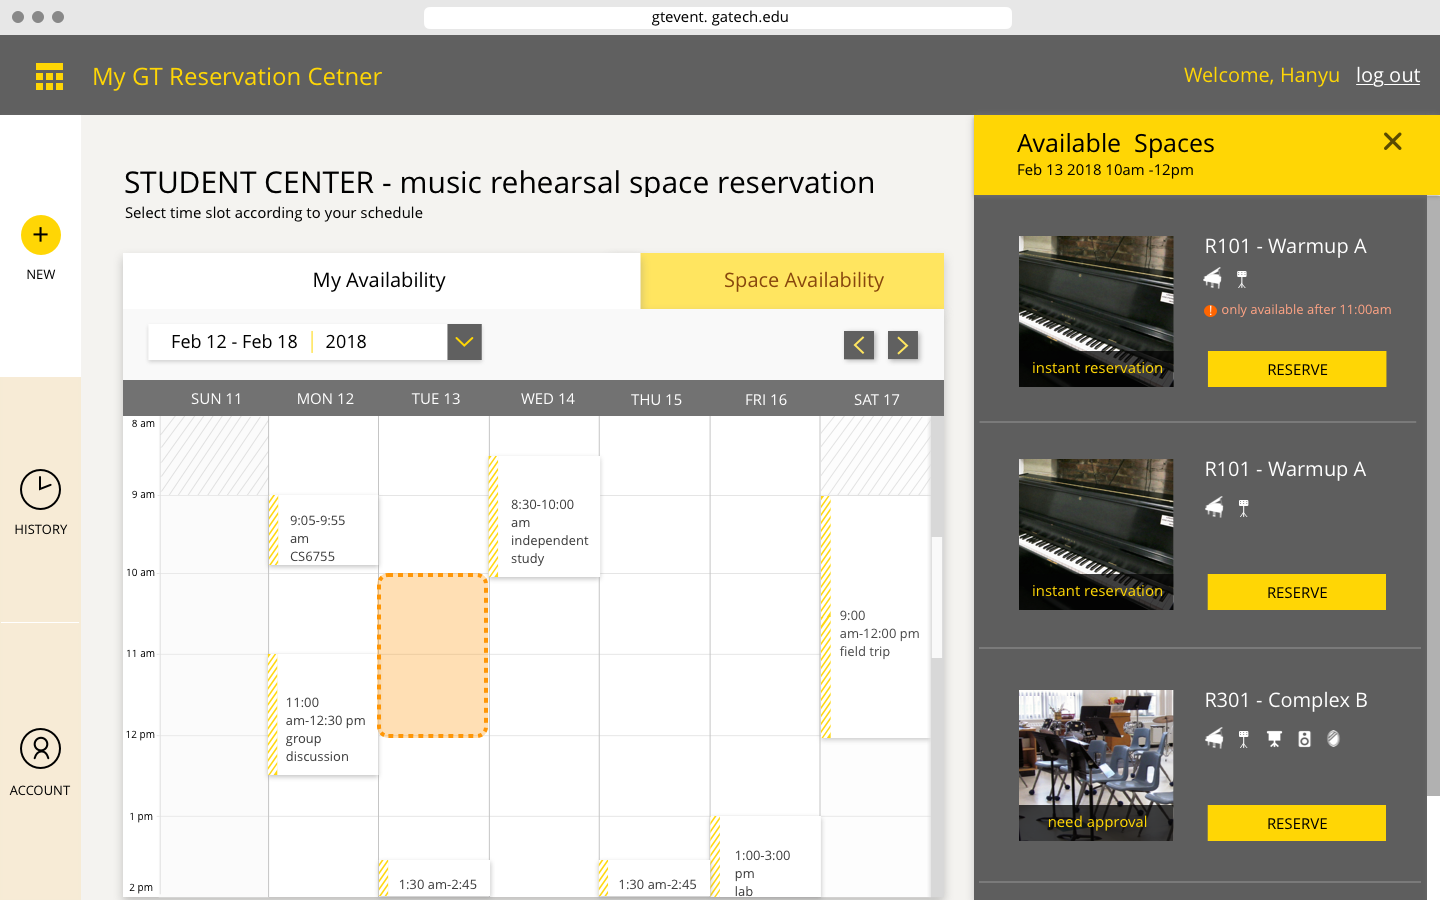 gtevent. gatech.edu
My GT Reservation Cetner
Welcome, Hanyu log out
NEW
HISTORY
ACCOUNT
STUDENT CENTER - music rehearsal space reservation
Select time slot according to your schedule
My Availability
Space Availability
Feb 12 - Feb 18 2018
SUN 11 MON 12 TUE 13 WED 14 THU 15 FRI 16 SAT 17
8 am
9 am
10 am
11 am
12 pm
1 pm
2 pm
9:05-9:55
am
CS6755
11:00
am-12:30 pm
group
discussion
1:30 am-2:45
8:30-10:00
am
independent
study
1:30 am-2:45
1:00-3:00
pm
lab
9:00
am-12:00 pm
field trip
Available Spaces
Feb 13 2018 10am -12pm
R101 - Warmup A
only available after 11:00am
instant reservation
RESERVE
R101 - Warmup A
instant reservation
RESERVE
R301 - Complex B
need approval
RESERVE